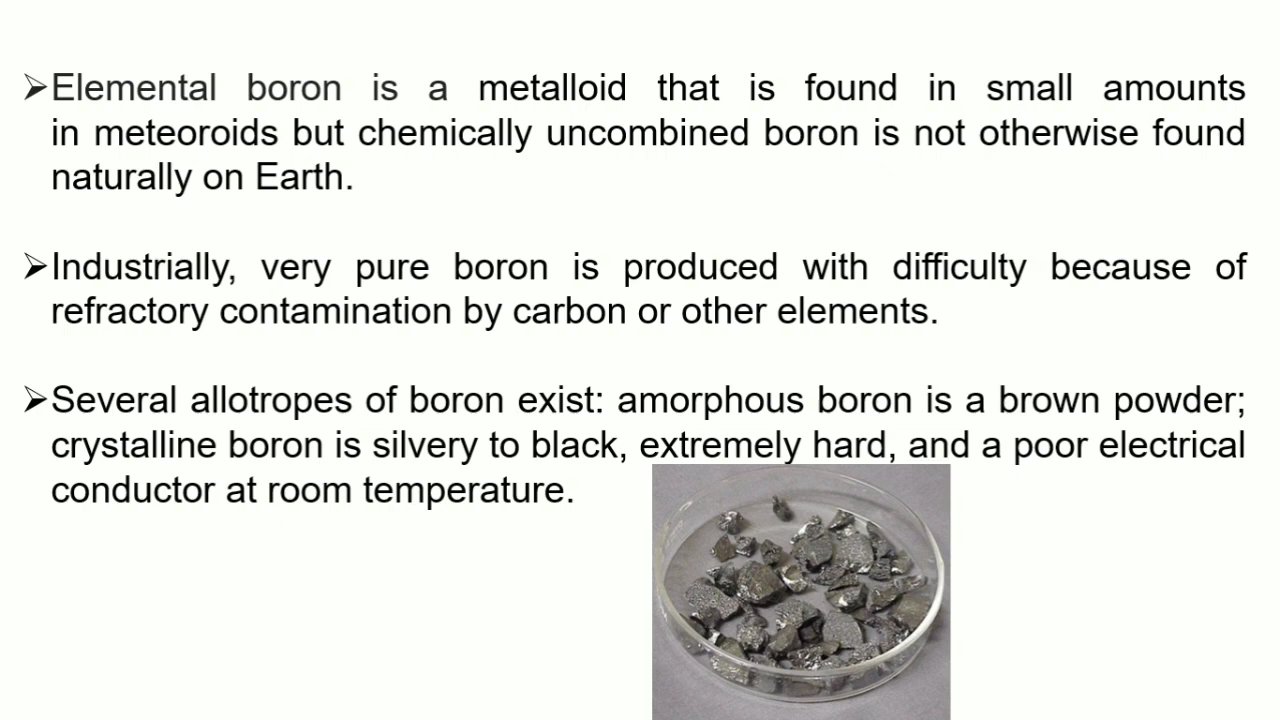 ➢Elemental boron is a metalloid that is found in small amounts
in meteoroids but chemically uncombined boron is not otherwise found
naturally on Earth.
➢Industrially, very pure boron is produced with difficulty because of
refractory contamination by carbon or other elements.
➢Several allotropes of boron exist: amorphous boron is a brown powder;
crystalline boron is silvery to black, extremely hard, and a poor electrical
conductor at room temperature.